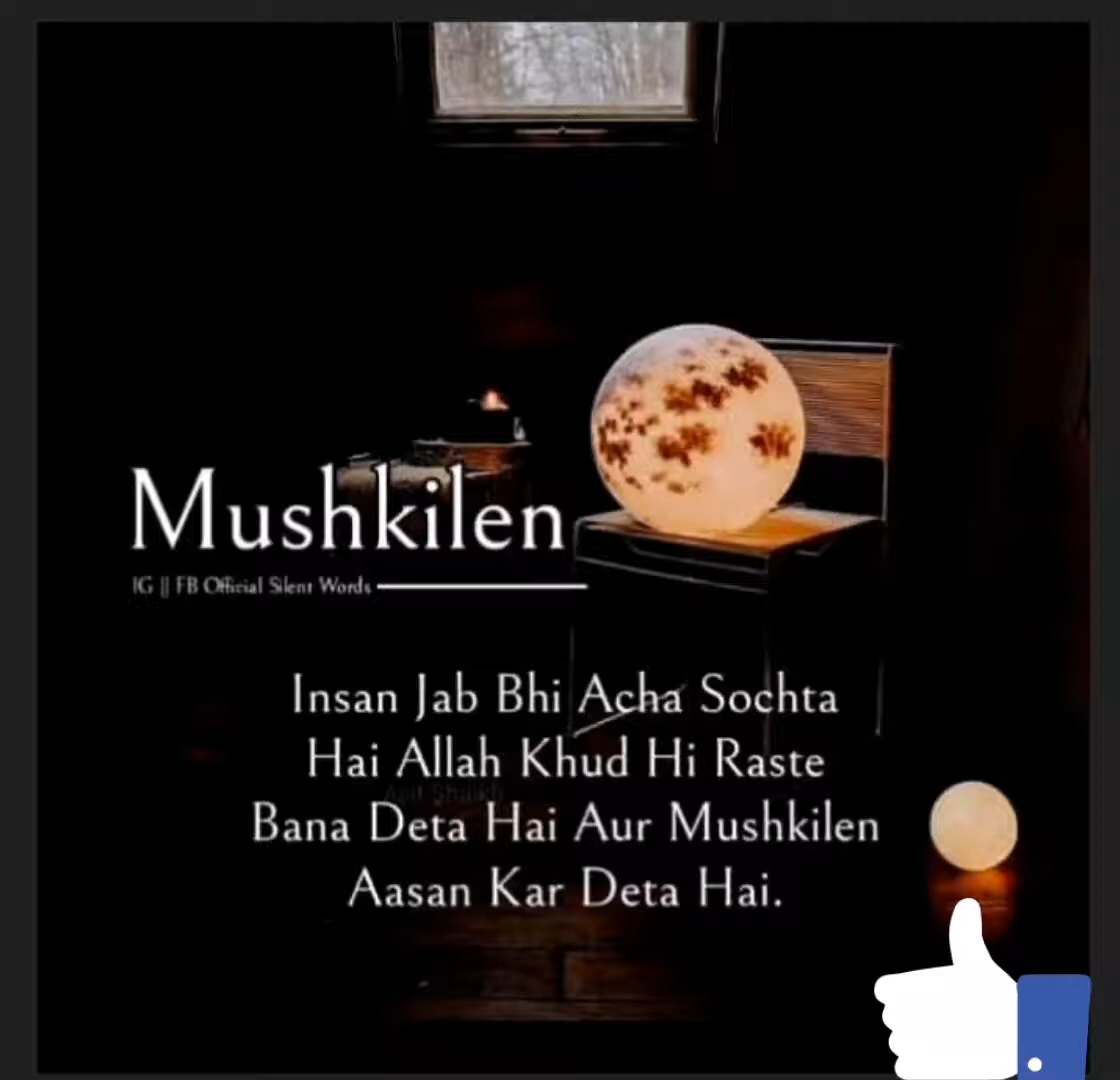 Mushkilen
IG || FB Official Silent Words
Insan Jab Bhi Acha Sochta
Hai Allah Khud Hi Raste
Bana Deta Hai Aur Mushkilen
Aasan Kar Deta Hai.